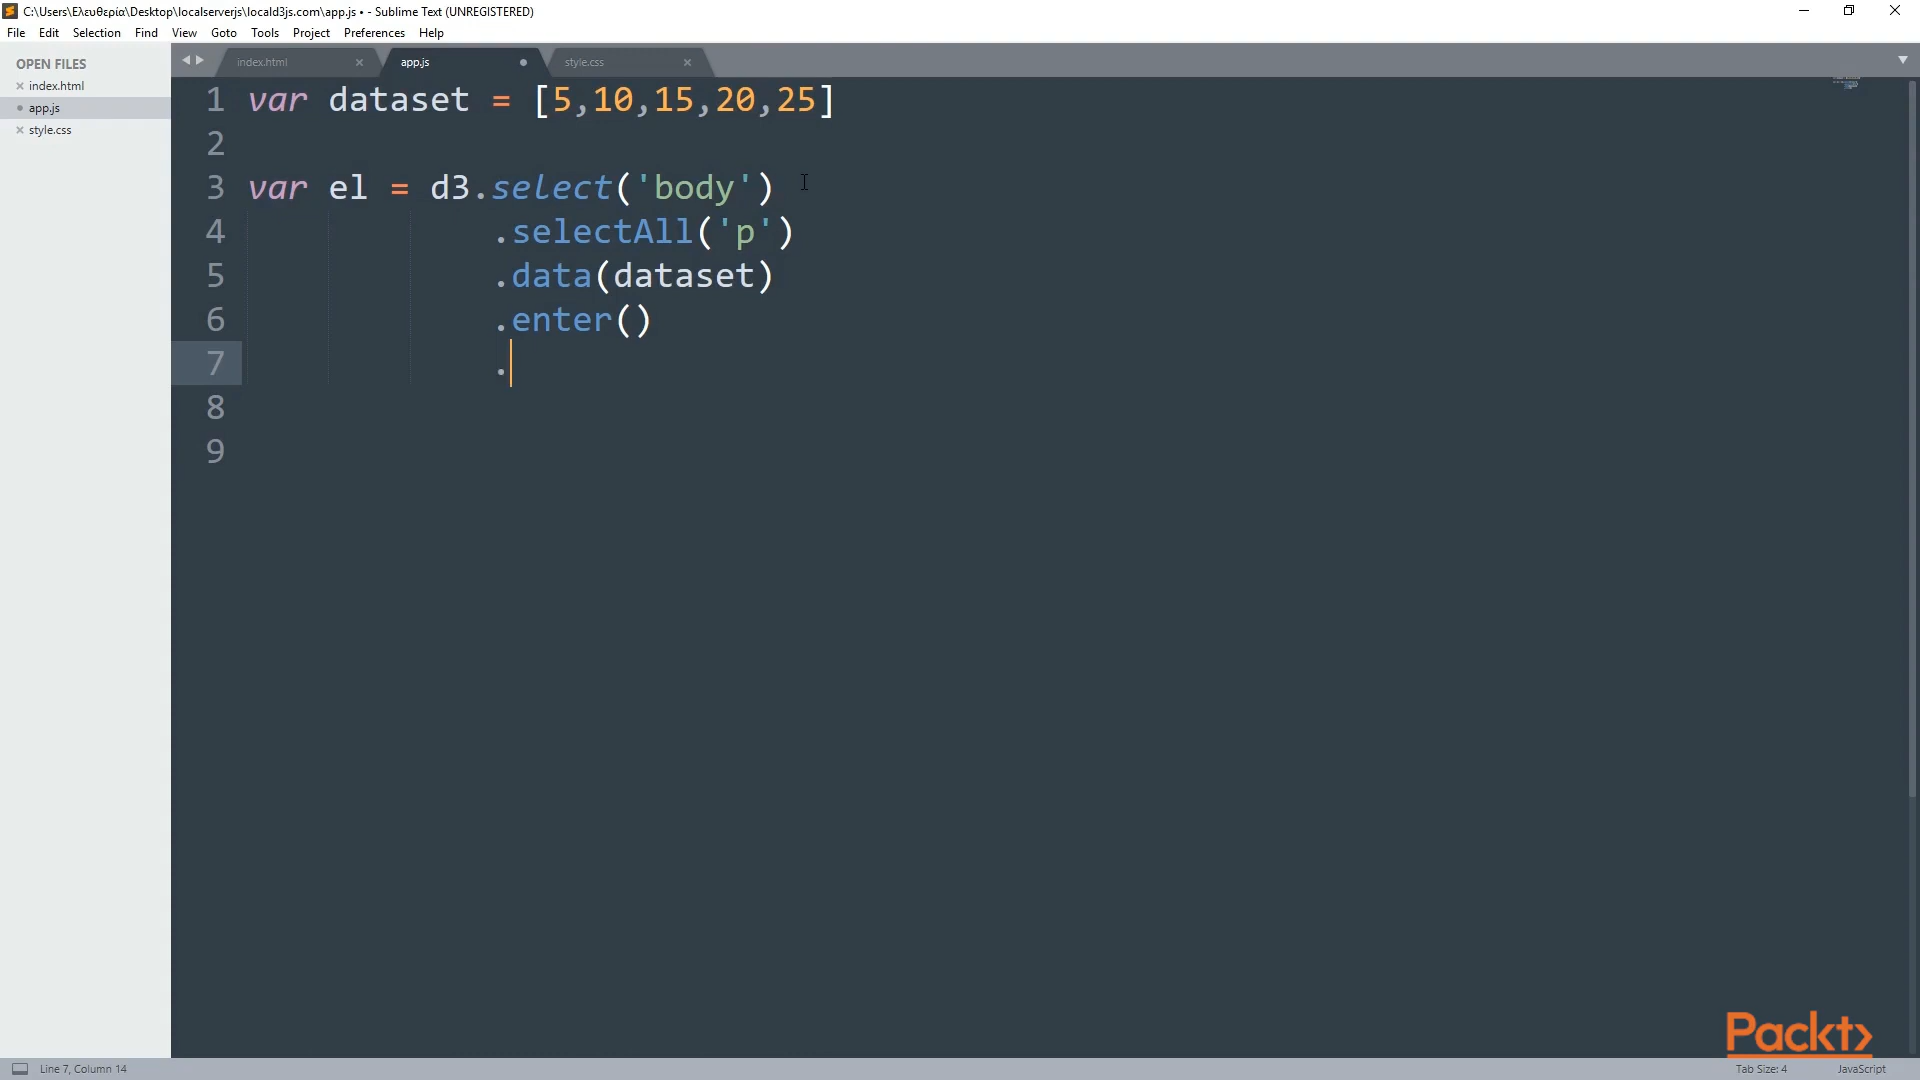 C:\Users\Ελευθερία\Desktop\localserverjs\locald3js.com\app.js • - Sublime Text (UNREGISTERED)
File Edit Selection Find View Goto Tools Project Preferences Help
OPEN FILES
index.html
app.js
style.css
index.html app.js style.css
1 var dataset = [5,10,15,20,25]
2
3 var el = d3.select('body')
4 .selectAll('p')
5 .data(dataset)
6 .enter()
7 .
8
9
Packt>
Line 7, Column 14 Tab Size: 4 JavaScript